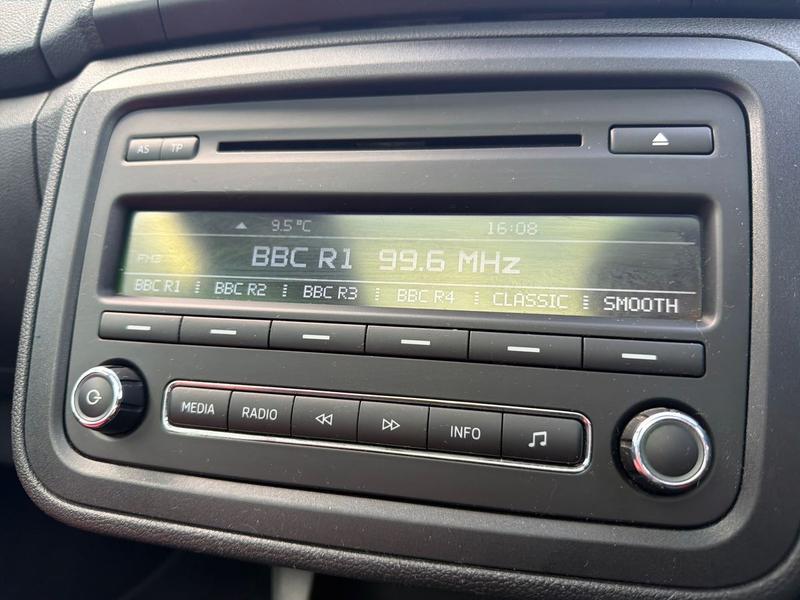 AS TP
9.5°C 16:08
BBC R1 99.6 MHz
BBC R1 BBC R2 BBC R3 BBC R4 CLASSIC SMOOTH
MEDIA RADIO INFO